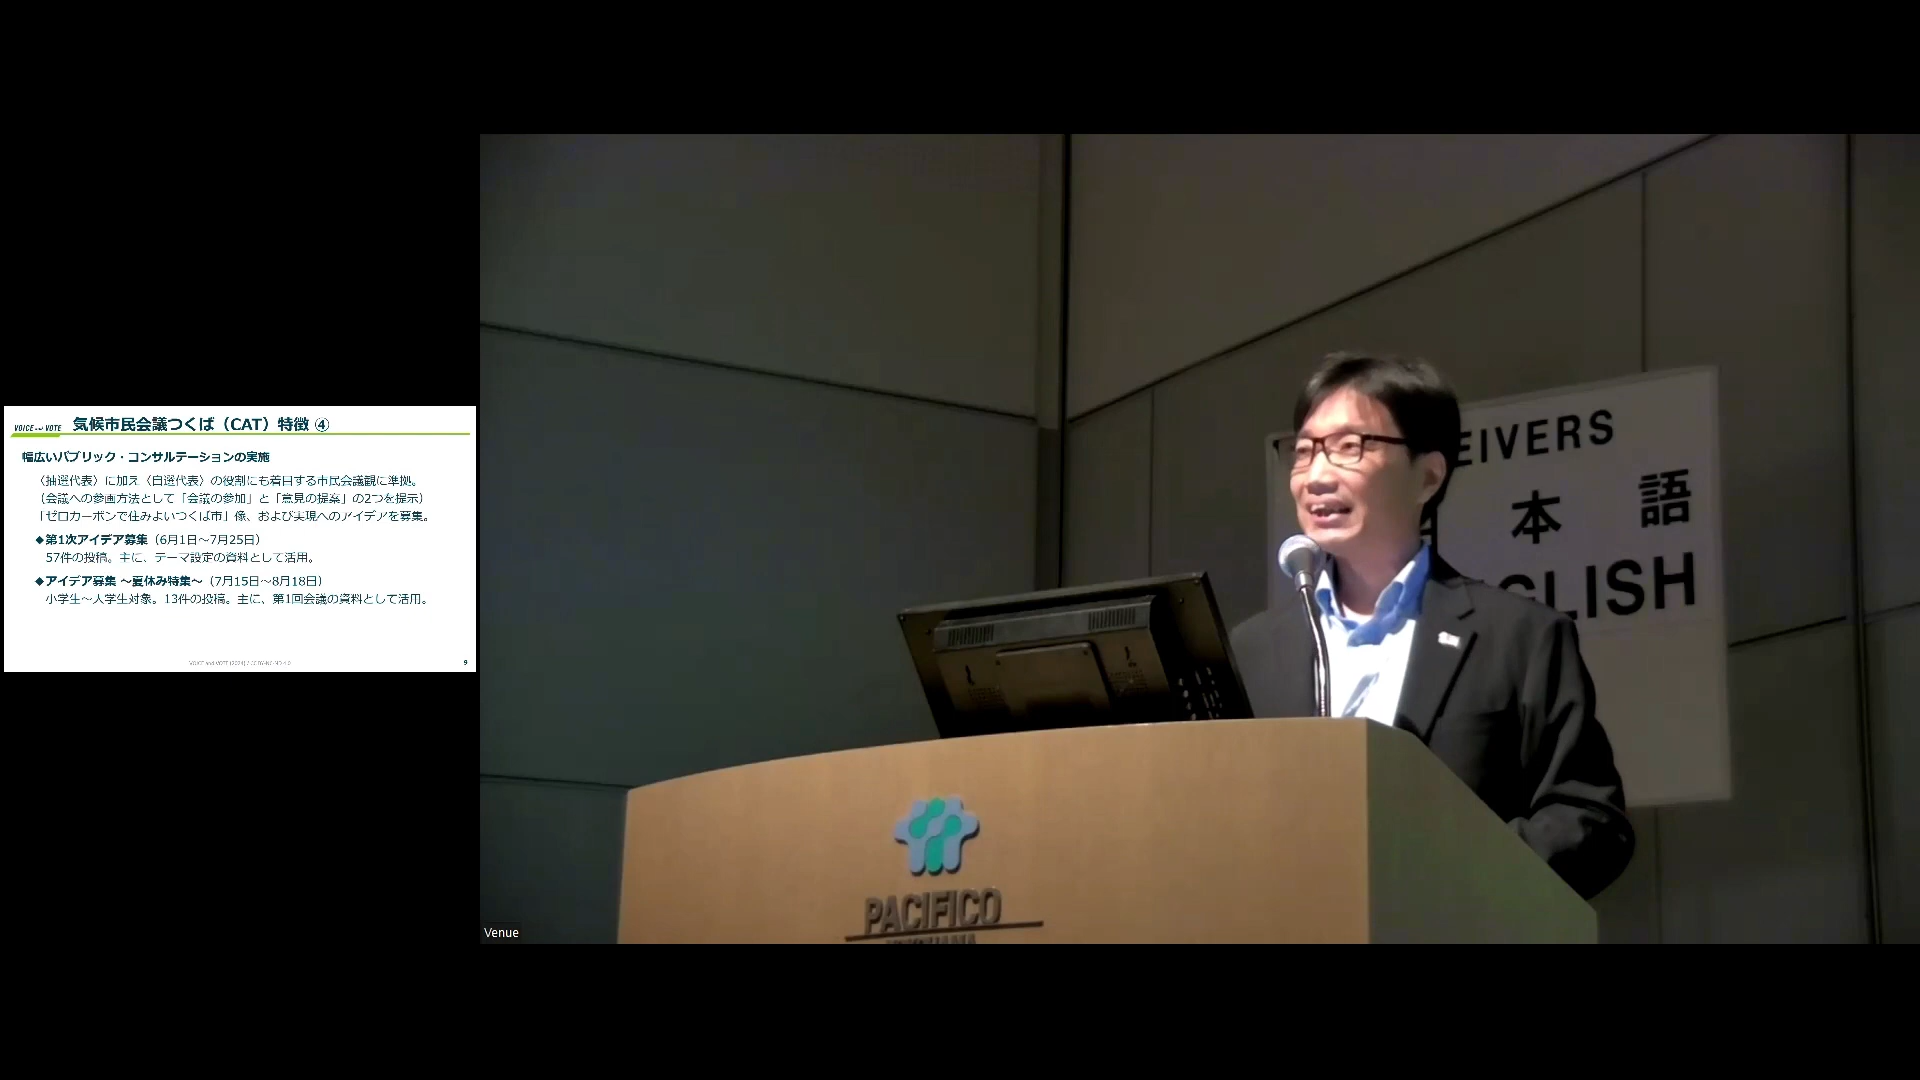 VOICE and VOTE
気候市民会議つくば（CAT）特徴 ④
幅広いパブリック・コンサルテーションの実施
〈抽選代表〉に加え〈自選代表〉の役割にも着目する市民会議観に準拠。
（会議への参画方法として「会議の参加」と「意見の提案」の2つを提示）
「ゼロカーボンで住みよいつくば市」像、および実現へのアイデアを募集。
◆第1次アイデア募集（6月1日～7月25日）
57件の投稿。主に、テーマ設定の資料として活用。
◆アイデア募集 ～夏休み特集～（7月15日～8月18日）
小学生～大学生対象。13件の投稿。主に、第1回会議の資料として活用。
9
EIVERS
本 語
GLISH
PACIFICO
Venue